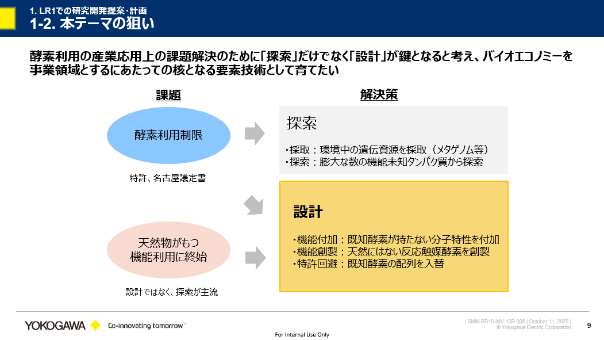 1. LR1での研究開発提案・計画
1-2. 本テーマの狙い
酵素利用の産業応用上の課題解決のために「探索」だけでなく「設計」が鍵となると考え、バイオエコノミーを
事業領域とするにあたっての核となる要素技術として育てたい
課題
解決策
酵素利用制限
特許、名古屋議定書
探索
・採取：環境中の遺伝資源を採取（メタゲノム等）
・探索：膨大な数の機能未知タンパク質から探索
天然物がもつ
機能利用に終始
設計ではなく、探索が主流
設計
・機能付加：既知酵素が持たない分子特性を付加
・機能創製：天然にはない反応触媒酵素を創製
・特許回避：既知酵素の配列を入替
YOKOGAWA
Co-innovating tomorrow™
For Internal Use Only
© Yokogawa Electric Corporation
9